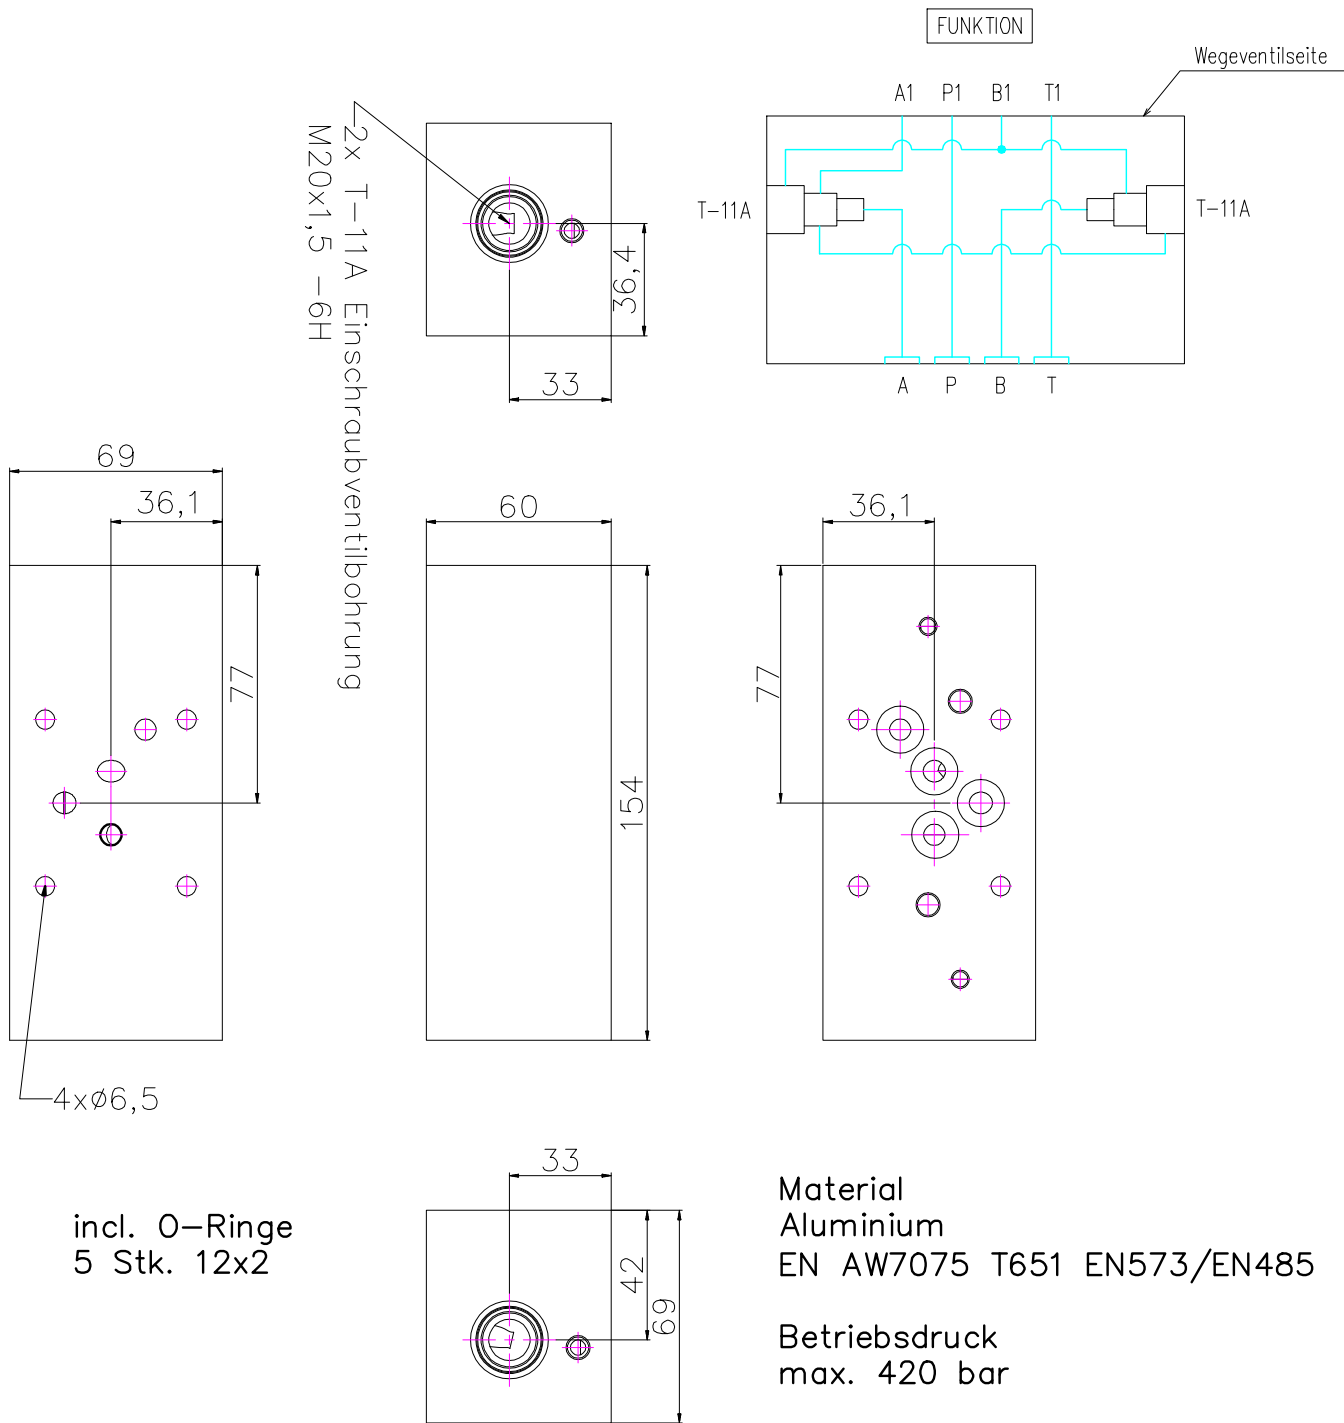 FUNKTION
Wegeventilseite
A1 P1 B1 T1
T-11A
T-11A
A P B T
2x T-11A Einschraubventilbohrung
M20x1,5 -6H
36,4
33
69
36,1
77
4xø6,5
60
154
36,1
77
33
42
69
incl. O-Ringe
5 Stk. 12x2
Material
Aluminium
EN AW7075 T651 EN573/EN485
Betriebsdruck
max. 420 bar